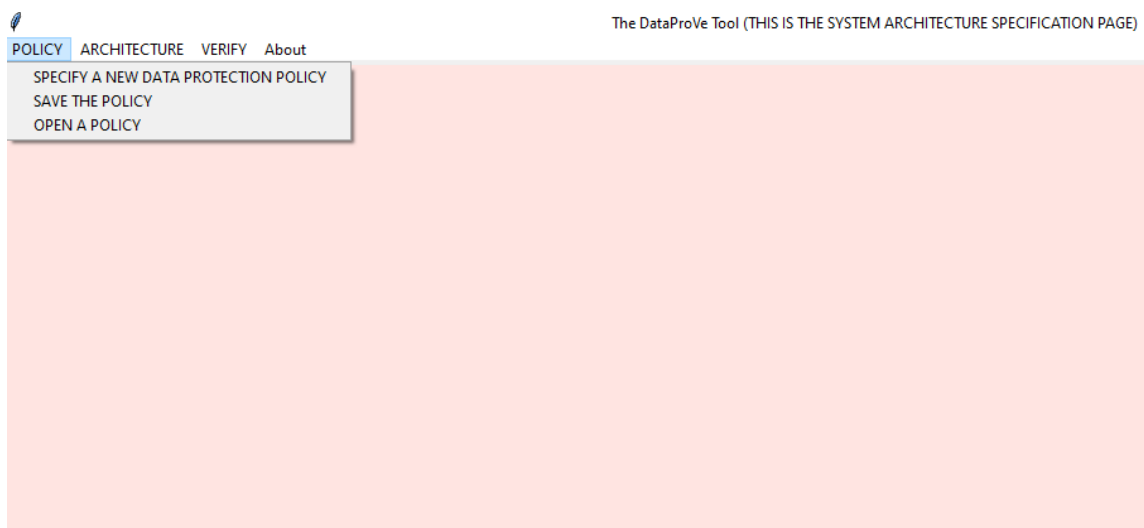 The DataProVe Tool (THIS IS THE SYSTEM ARCHITECTURE SPECIFICATION PAGE)
POLICY ARCHITECTURE VERIFY About
SPECIFY A NEW DATA PROTECTION POLICY
SAVE THE POLICY
OPEN A POLICY